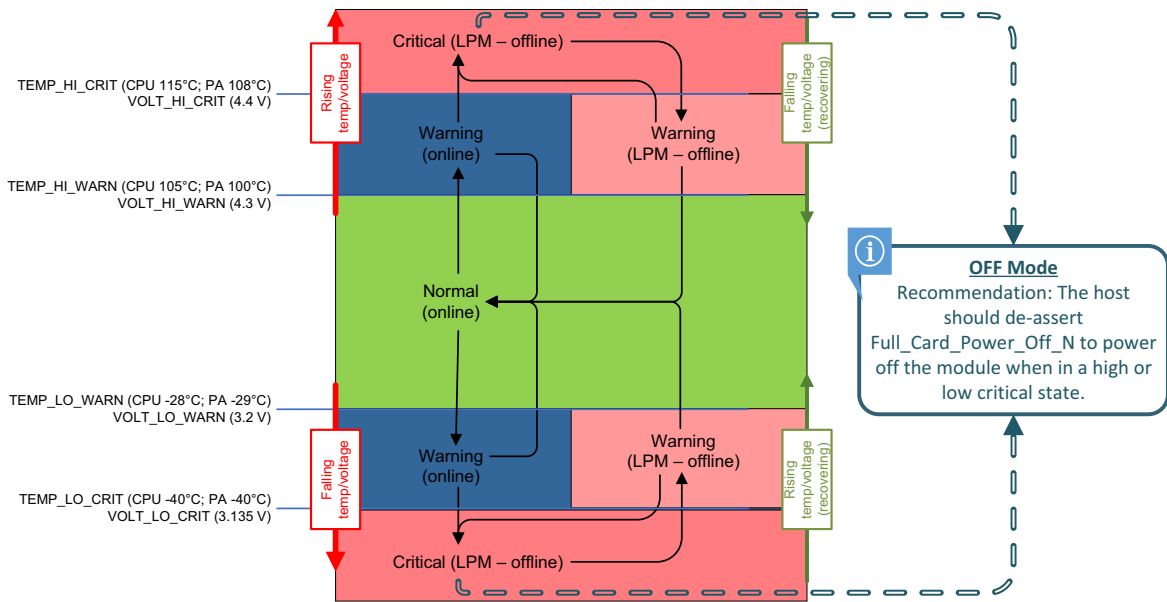 Critical (LPM – offline)
TEMP_HI_CRIT (CPU 115°C; PA 108°C)
VOLT_HI_CRIT (4.4 V)
Rising
temp/voltage
Falling
temp/voltage
(recovering)
Warning
(online)
Warning
(LPM – offline)
TEMP_HI_WARN (CPU 105°C; PA 100°C)
VOLT_HI_WARN (4.3 V)
Normal
(online)
i
OFF Mode
Recommendation: The host
should de-assert
Full_Card_Power_Off_N to power
off the module when in a high or
low critical state.
TEMP_LO_WARN (CPU -28°C; PA -29°C)
VOLT_LO_WARN (3.2 V)
Falling
temp/voltage
Warning
(online)
Warning
(LPM – offline)
Rising
temp/voltage
(recovering)
TEMP_LO_CRIT (CPU -40°C; PA -40°C)
VOLT_LO_CRIT (3.135 V)
Critical (LPM – offline)